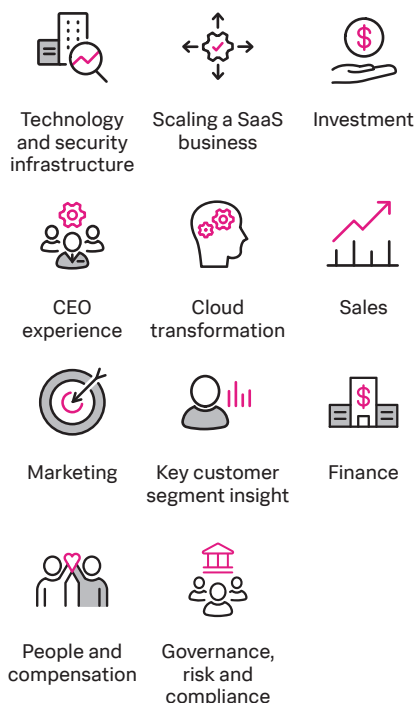 Technology
and security
infrastructure
Scaling a SaaS
business
Investment
CEO
experience
Cloud
transformation
Sales
Marketing
Key customer
segment insight
Finance
People and
compensation
Governance,
risk and
compliance